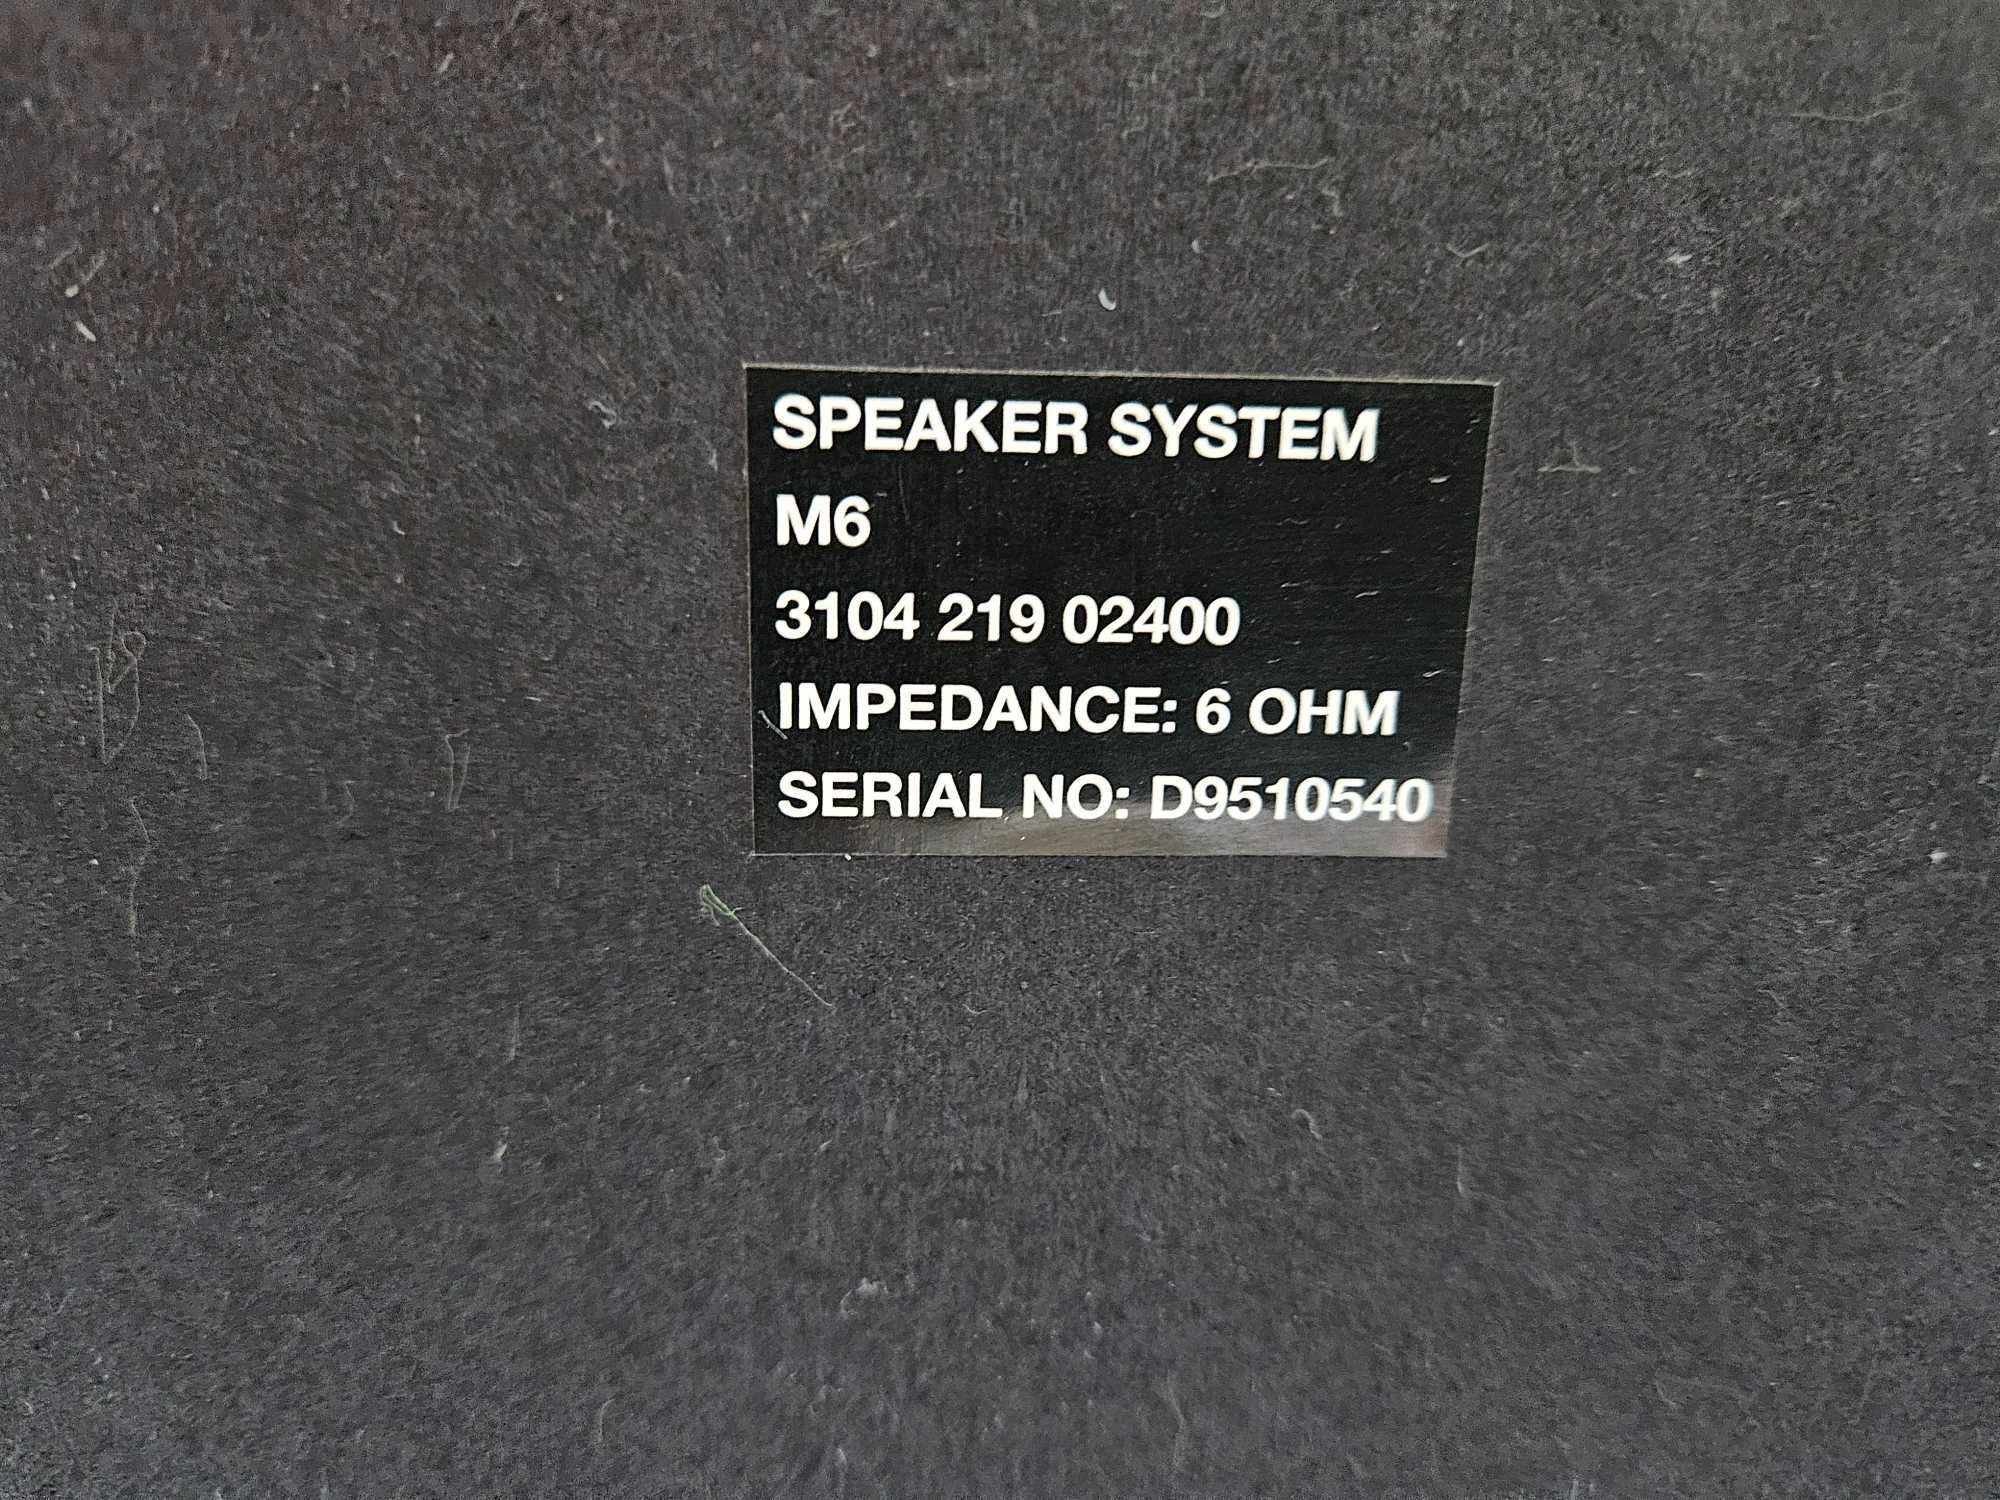 SPEAKER SYSTEM
M6
3104 219 02400
IMPEDANCE: 6 OHM
SERIAL NO: D9510540